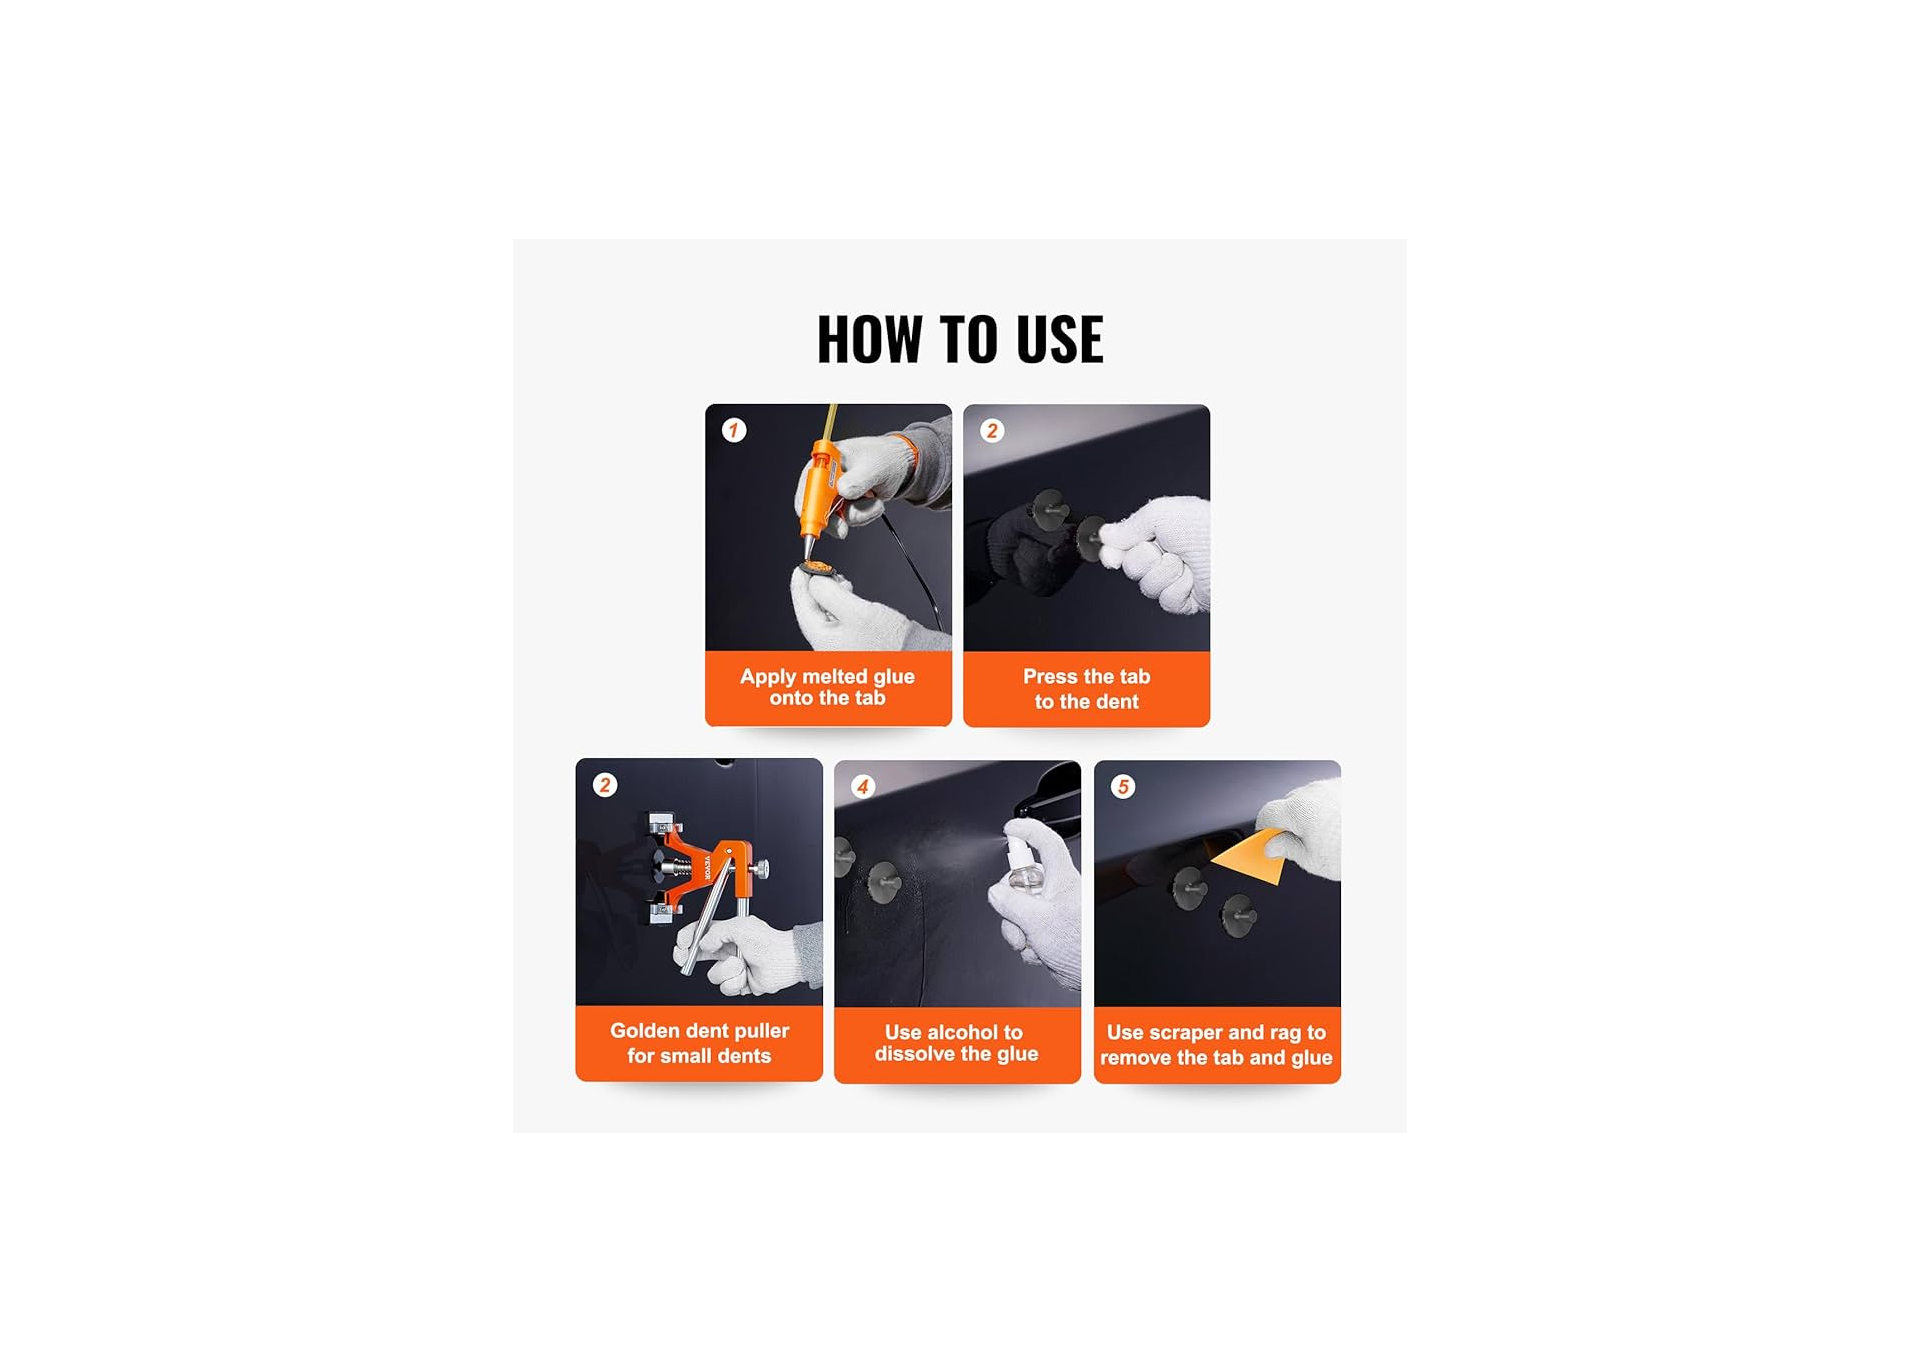 HOW TO USE
1
2
Apply melted glue
onto the tab
Press the tab
to the dent
2
4
5
VEVOR
Golden dent puller
for small dents
Use alcohol to
dissolve the glue
Use scraper and rag to
remove the tab and glue